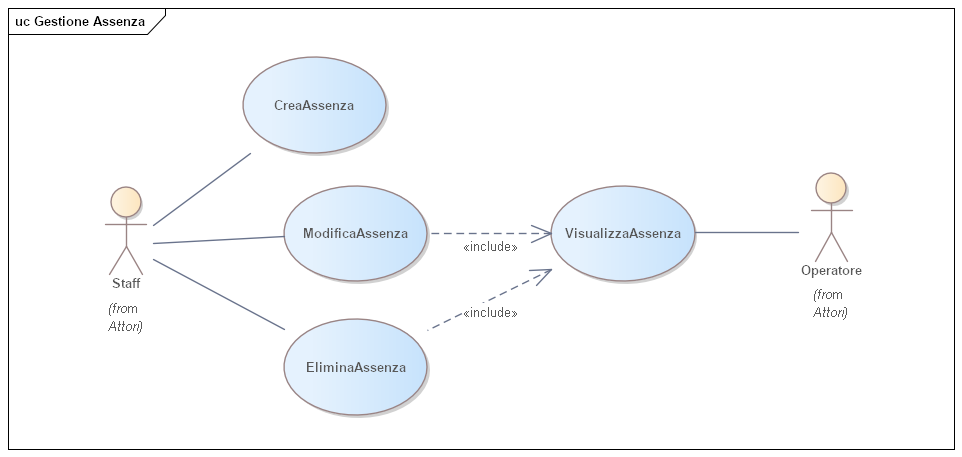 uc Gestione Assenza
CreaAssenza
ModificaAssenza
«include»
VisualizzaAssenza
Staff
(from
Attori)
Operatore
(from
Attori)
«include»
EliminaAssenza